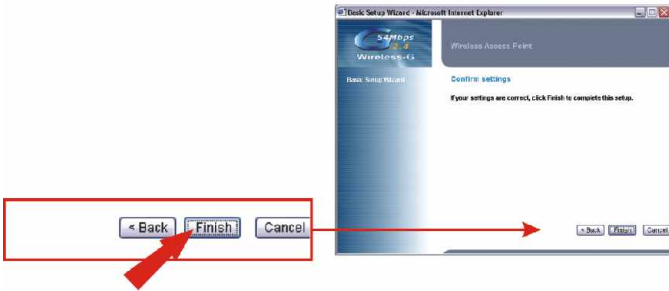 Basic Setup Wizard - Microsoft Internet Explorer
54Mbps
2.4
Wireless-G
Wireless Access Point
Basic Setup Wizard
Confirm settings
If your settings are correct, click Finish to complete this setup.
< Back Finish Cancel
< Back Finish Cancel